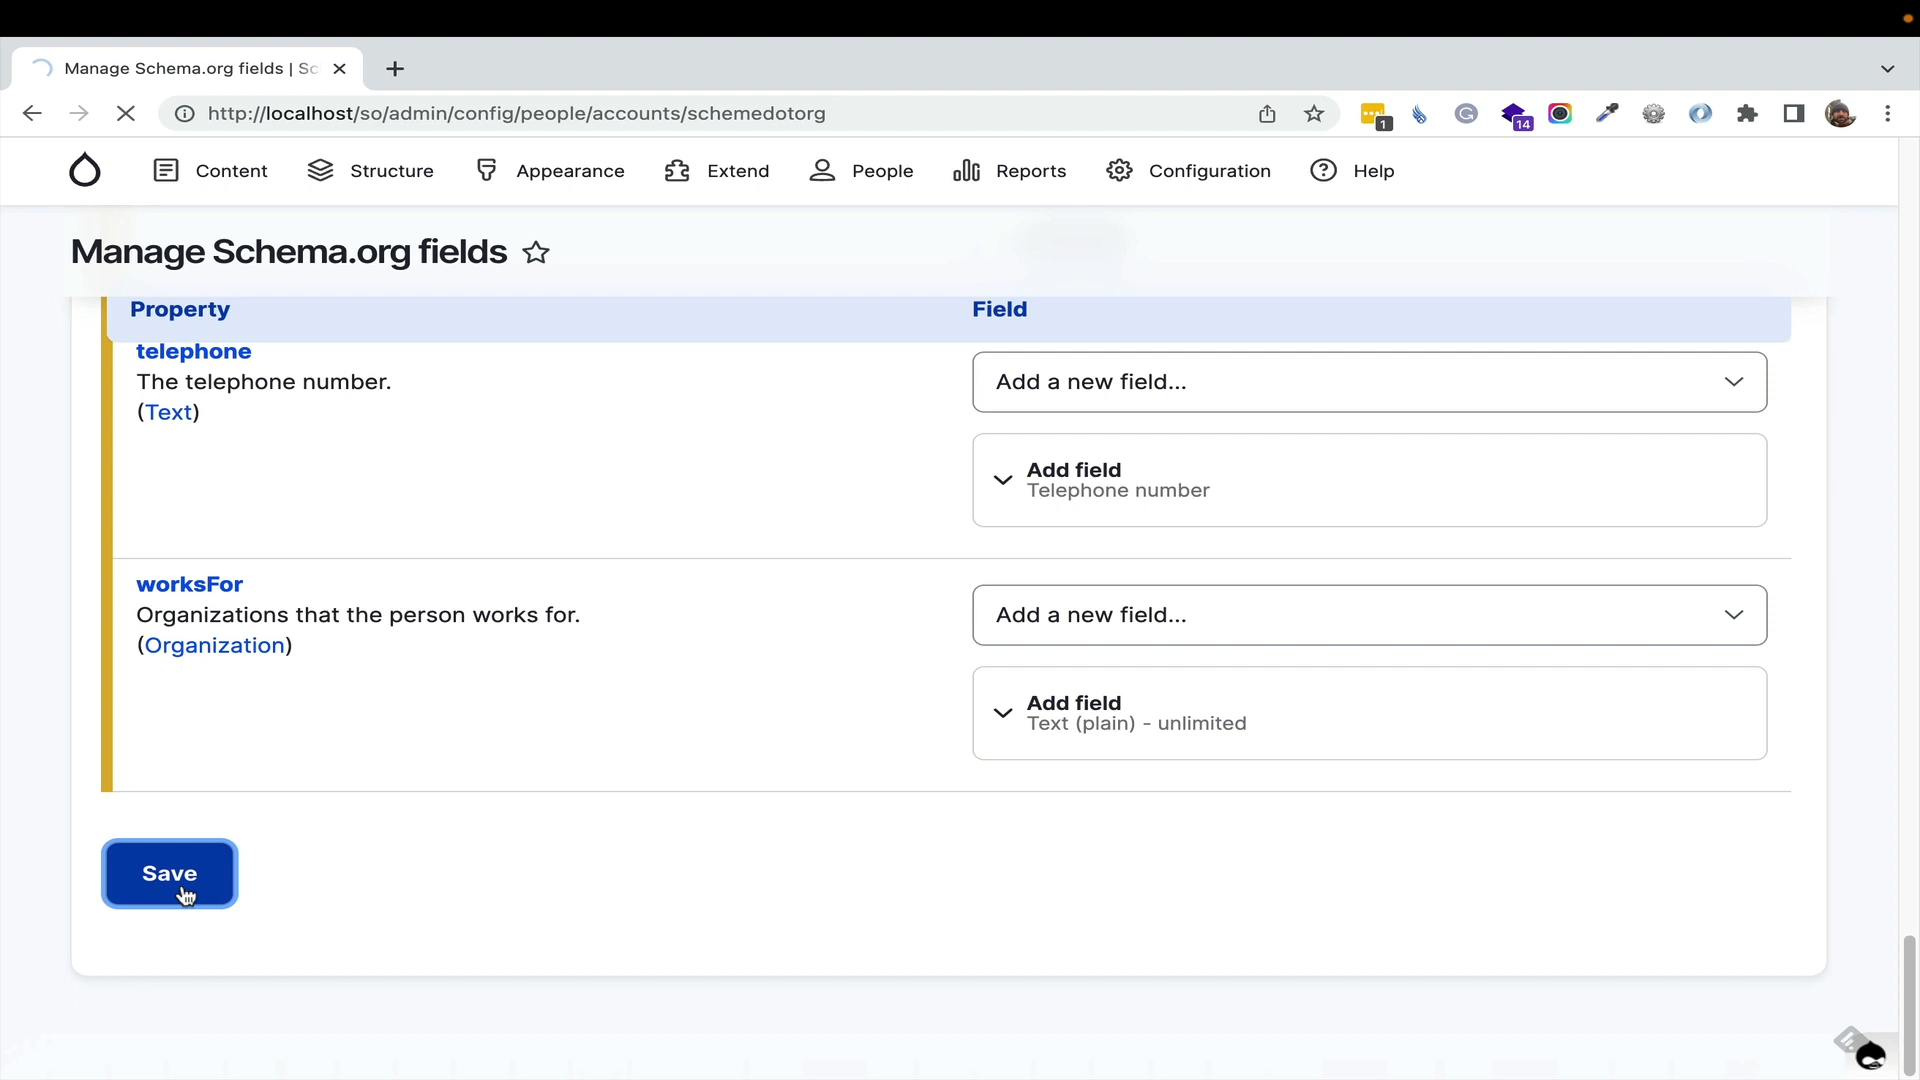 Manage Schema.org fields | Sc
http://localhost/so/admin/config/people/accounts/schemedotorg
1
14
Content
Structure
Appearance
Extend
People
Reports
Configuration
Help
Manage Schema.org fields
Property
Field
telephone
The telephone number.
(Text)
Add a new field...
Add field
Telephone number
worksFor
Organizations that the person works for.
(Organization)
Add a new field...
Add field
Text (plain) - unlimited
Save